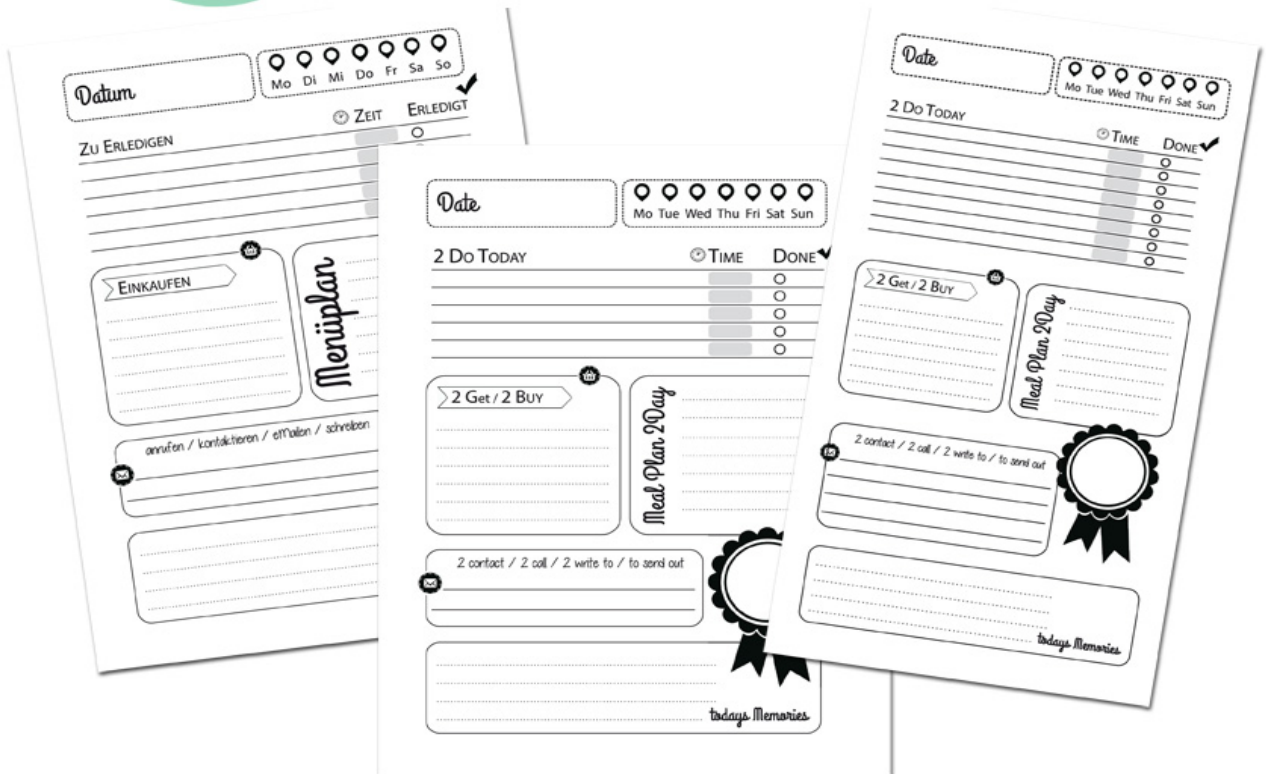 Datum
Mo Di Mi Do Fr Sa So
Zu Erledigen
Zeit
Erledigt
Einkaufen
Menüplan
anrufen / kontaktieren / eMailen / schreiben
Date
Mo Tue Wed Thu Fri Sat Sun
2 Do Today
Time
Done
2 Get / 2 Buy
Meal Plan 2Day
2 contact / 2 call / 2 write to / to send out
todays Memories
Date
Mo Tue Wed Thu Fri Sat Sun
2 Do Today
Time
Done
2 Get / 2 Buy
Meal Plan 2Day
2 contact / 2 call / 2 write to / to send out
todays Memories